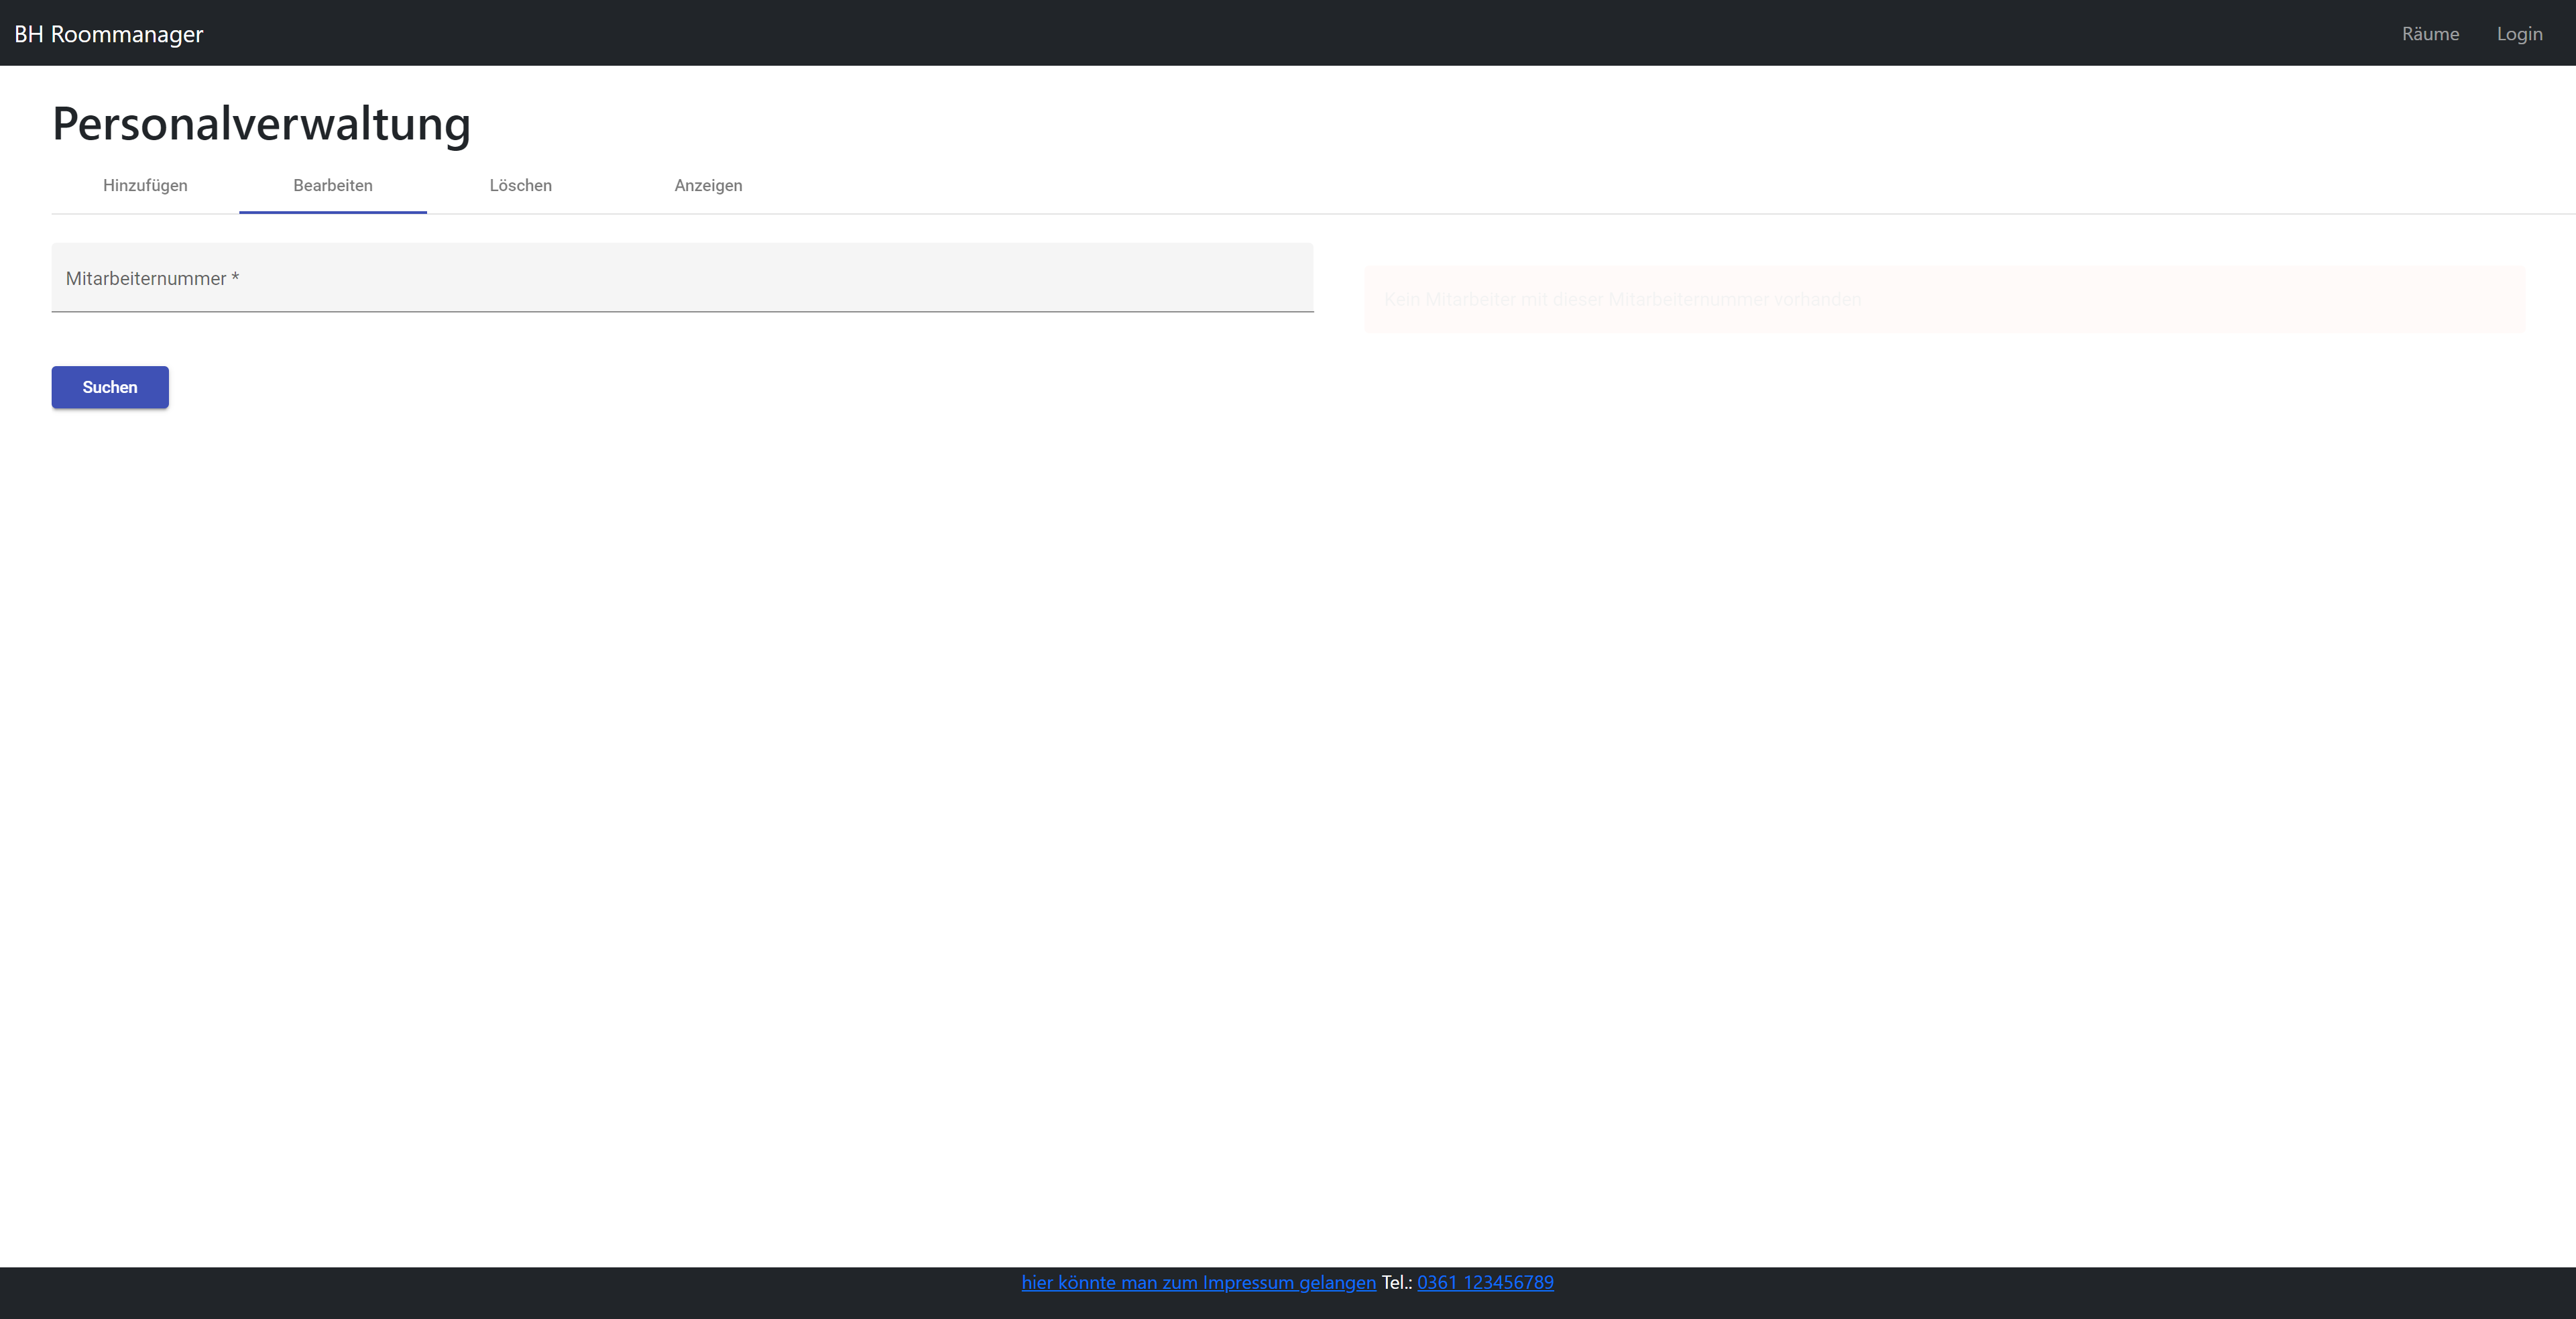 BH Roommanager Räume Login
Personalverwaltung
Hinzufügen Bearbeiten Löschen Anzeigen
Mitarbeiternummer *
Kein Mitarbeiter mit dieser Mitarbeiternummer vorhanden
Suchen
hier könnte man zum Impressum gelangen Tel.: 0361 123456789